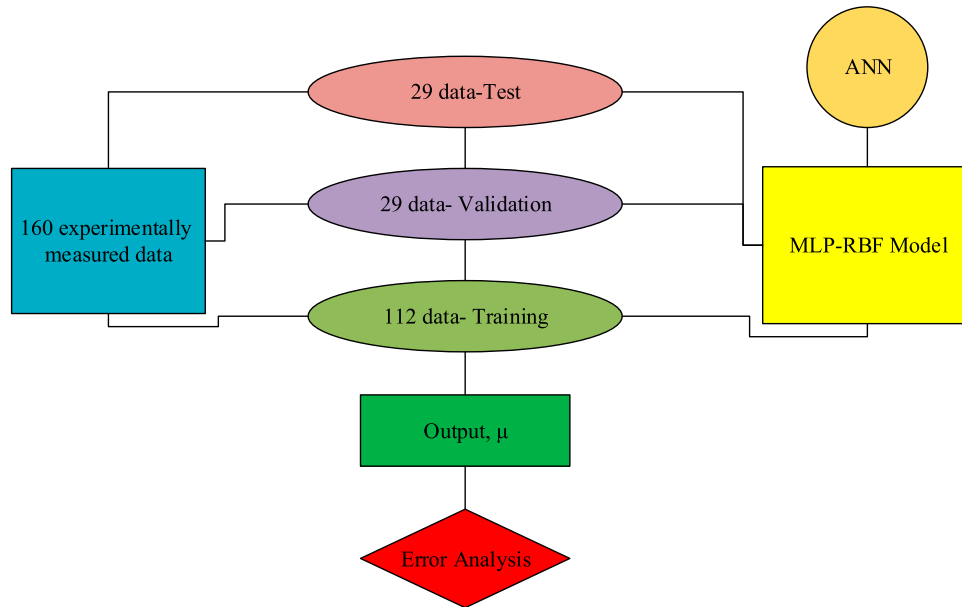 ANN
29 data-Test
29 data- Validation
160 experimentally
measured data
MLP-RBF Model
112 data- Training
Output, μ
Error Analysis